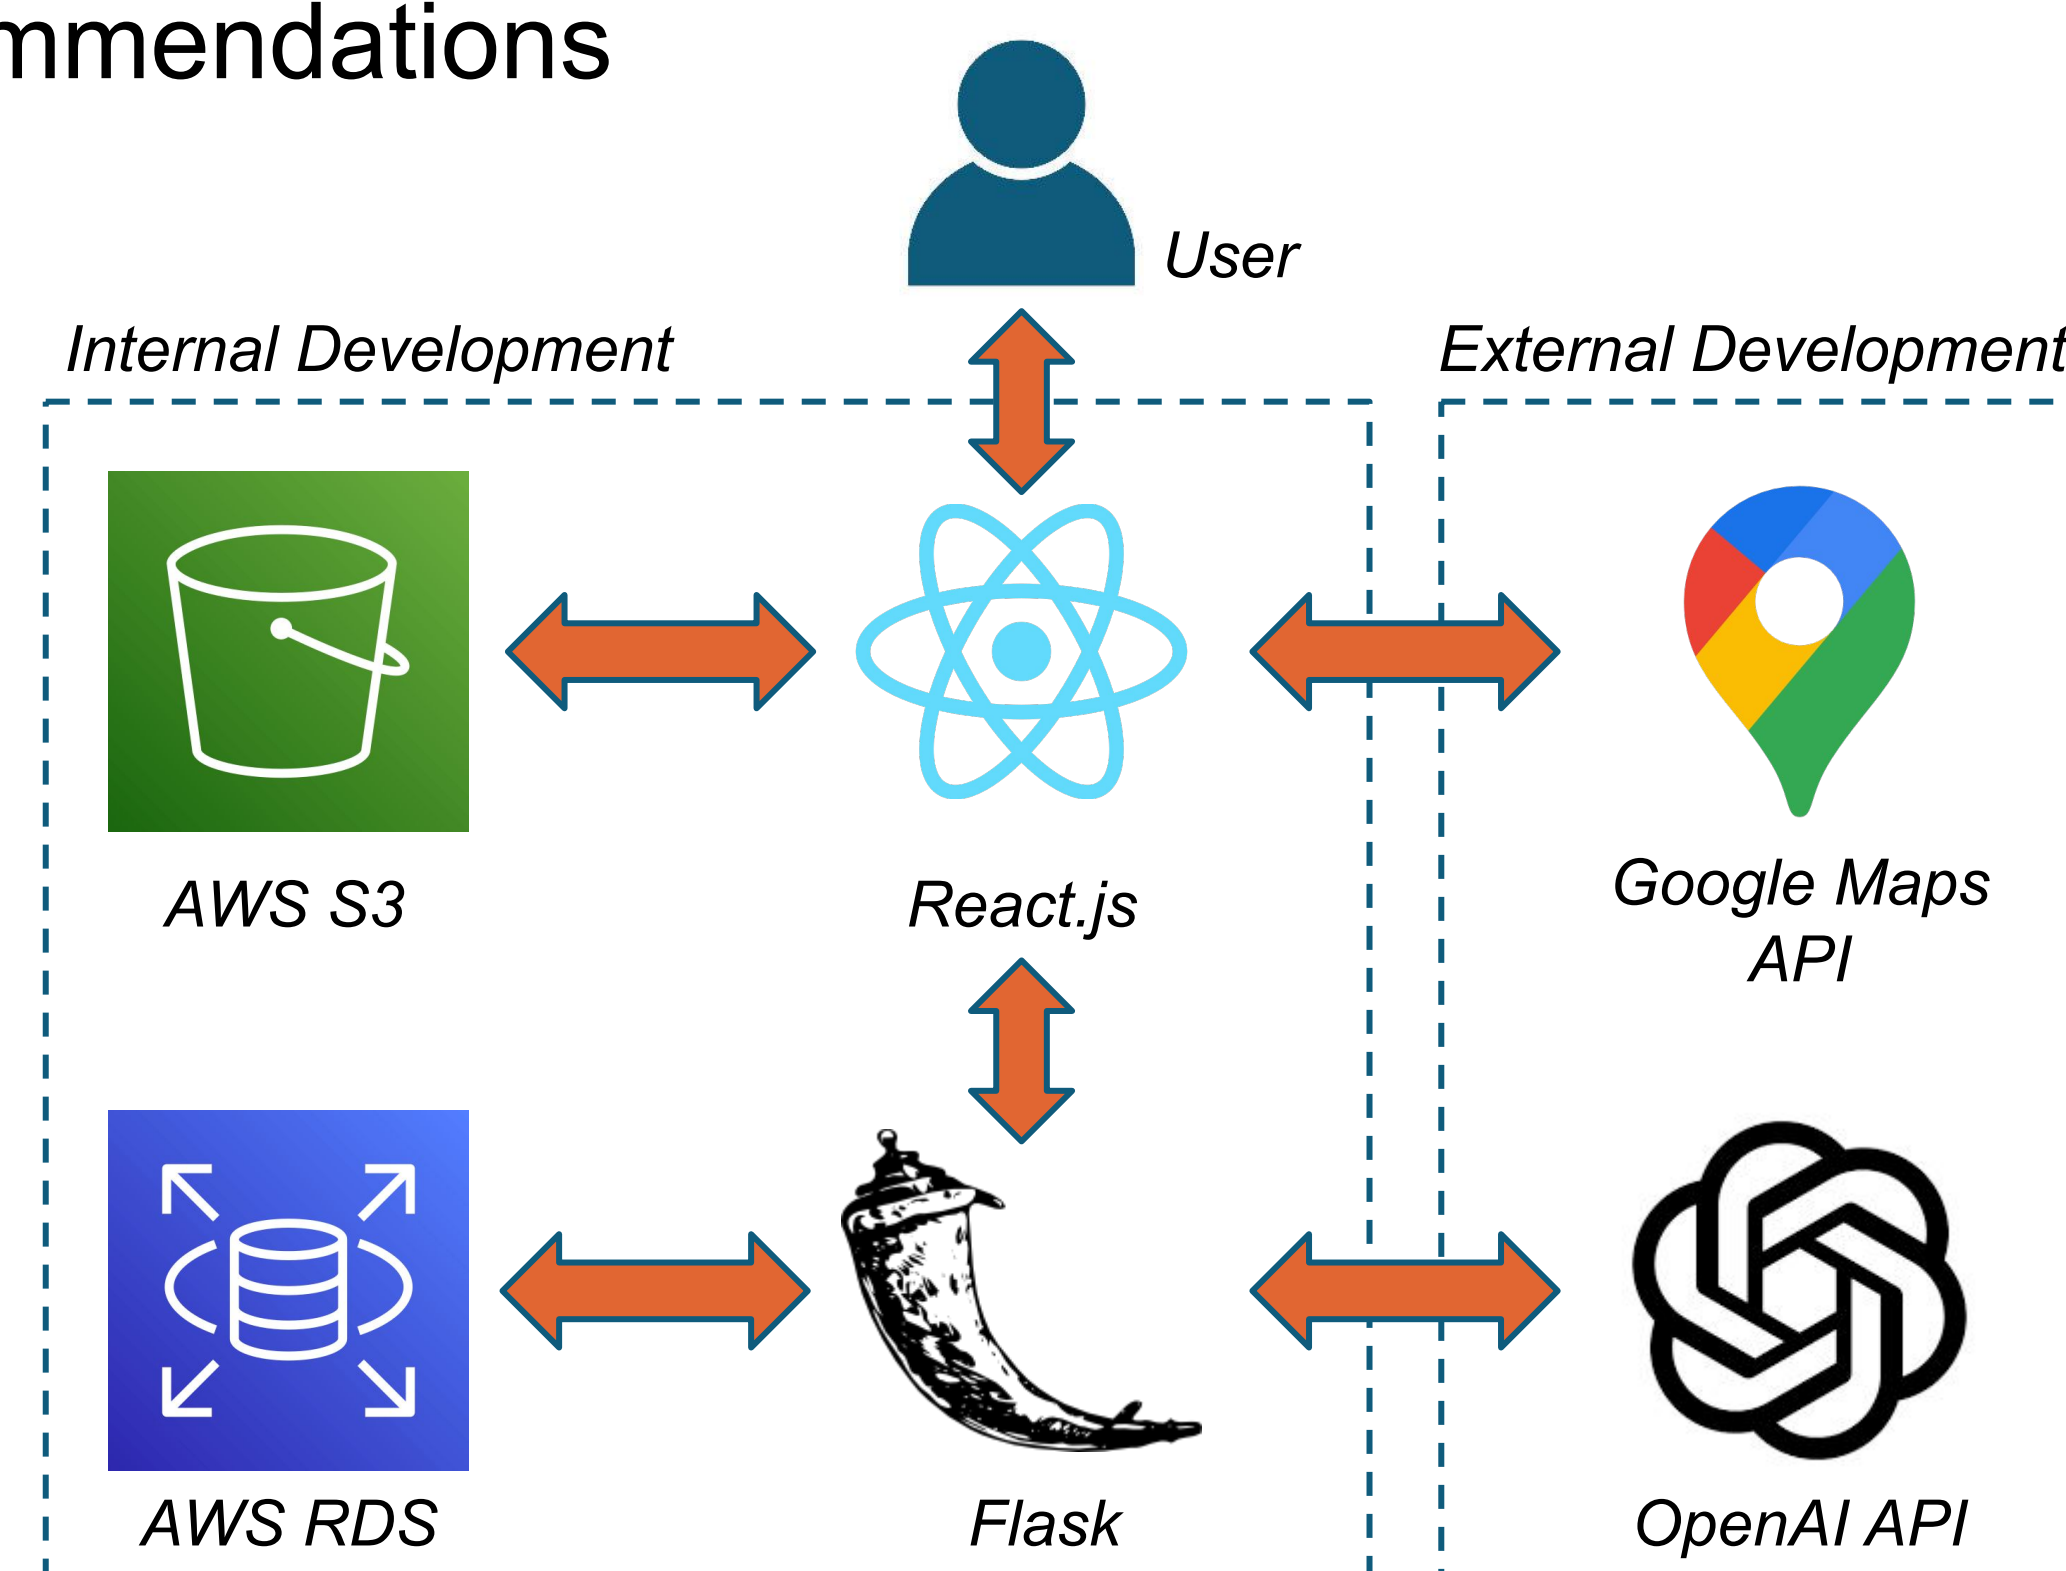 mmendations
User
Internal Development
External Development
AWS S3
React.js
Google Maps
API
AWS RDS
Flask
OpenAI API